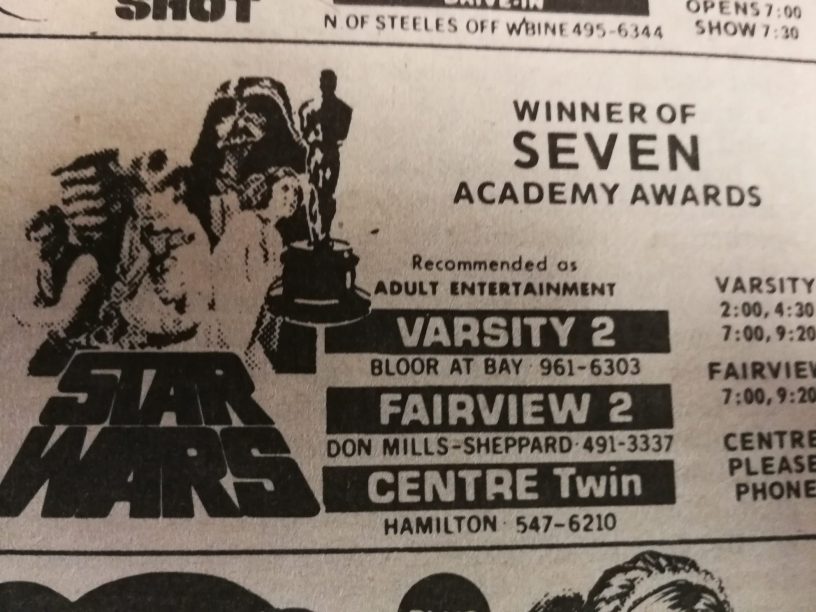 SHOT
DRIVE-IN
N OF STEELES OFF W'BINE 495-6344
OPENS 7:00
SHOW 7:30
WINNER OF
SEVEN
ACADEMY AWARDS
Recommended as
ADULT ENTERTAINMENT
VARSITY 2
BLOOR AT BAY · 961-6303
FAIRVIEW 2
DON MILLS-SHEPPARD · 491-3337
CENTRE Twin
HAMILTON · 547-6210
VARSITY
2:00, 4:30
7:00, 9:20
FAIRVIEW
7:00, 9:20
CENTRE
PLEASE
PHONE
STAR
WARS